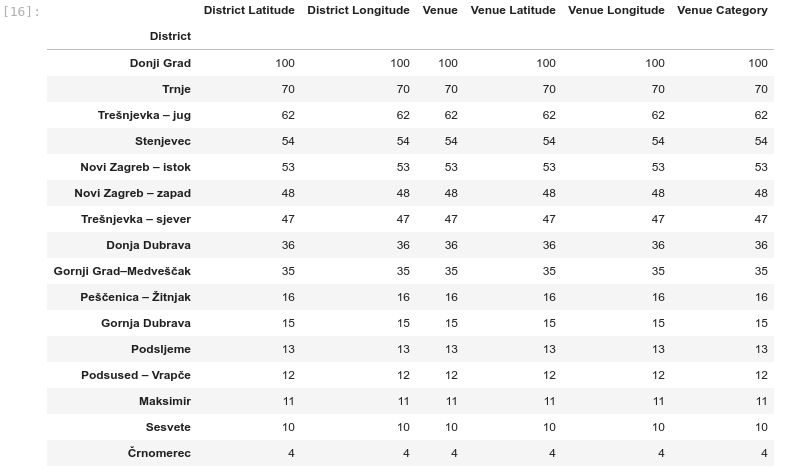 [16]:
District Latitude District Longitude Venue Venue Latitude Venue Longitude Venue Category
District
Donji Grad 100 100 100 100 100 100
Trnje 70 70 70 70 70 70
Trešnjevka – jug 62 62 62 62 62 62
Stenjevec 54 54 54 54 54 54
Novi Zagreb – istok 53 53 53 53 53 53
Novi Zagreb – zapad 48 48 48 48 48 48
Trešnjevka – sjever 47 47 47 47 47 47
Donja Dubrava 36 36 36 36 36 36
Gornji Grad–Medveščak 35 35 35 35 35 35
Peščenica – Žitnjak 16 16 16 16 16 16
Gornja Dubrava 15 15 15 15 15 15
Podsljeme 13 13 13 13 13 13
Podsused – Vrapče 12 12 12 12 12 12
Maksimir 11 11 11 11 11 11
Sesvete 10 10 10 10 10 10
Črnomerec 4 4 4 4 4 4